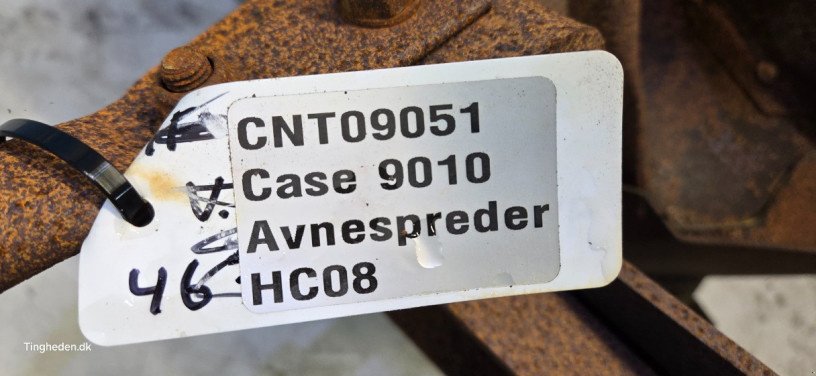 CNT09051
Case 9010
Avnespreder
HC08
46
Tingheden.dk